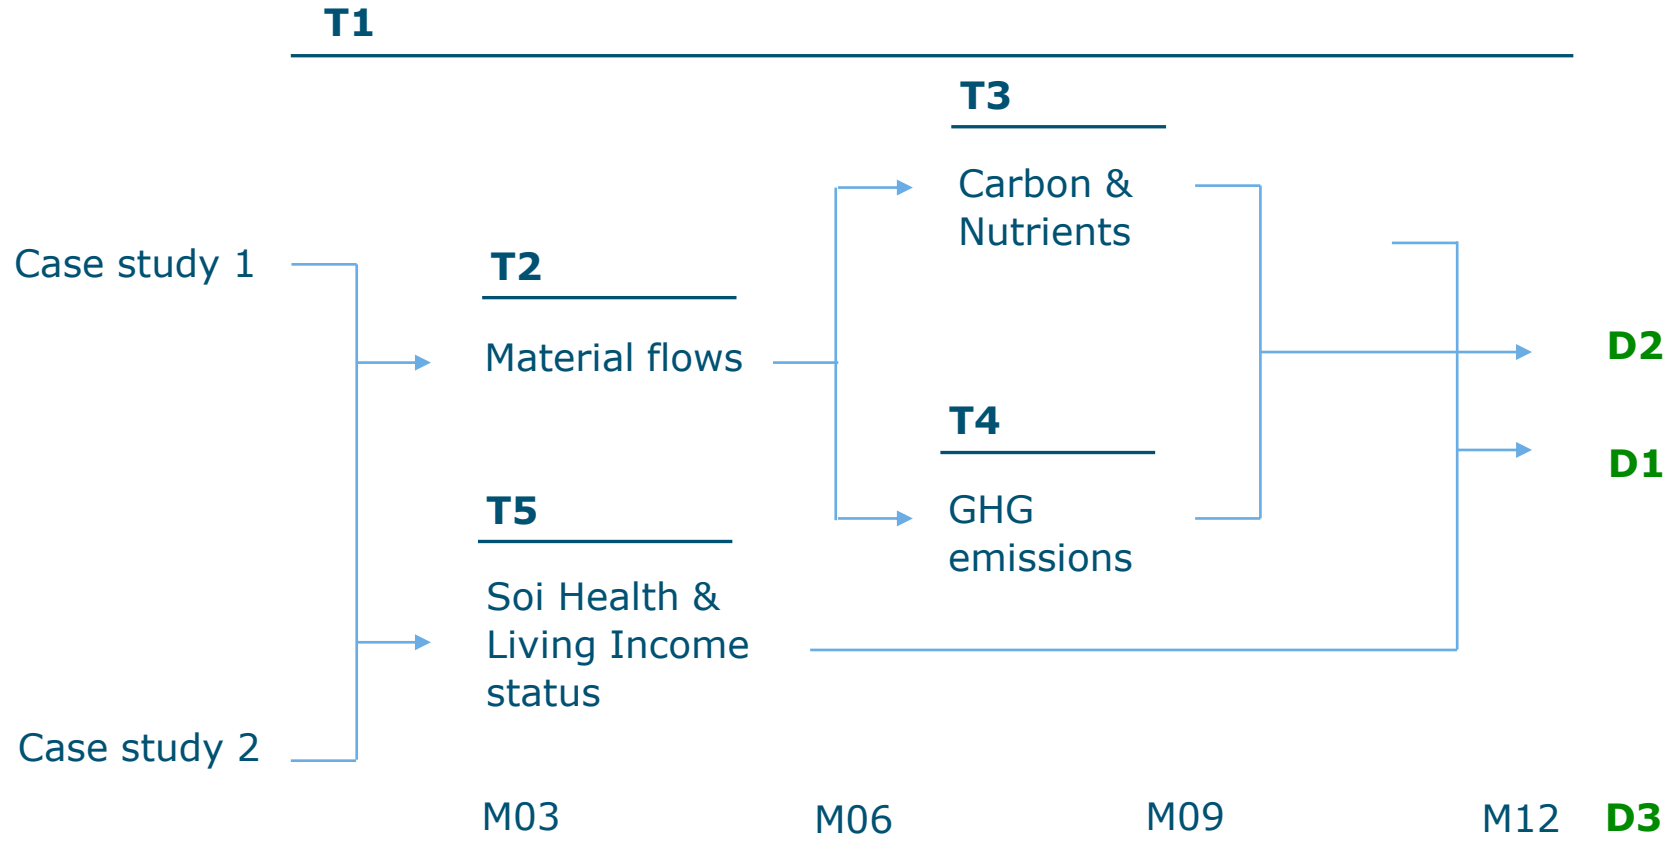 T1
T3
Carbon &
Nutrients
Case study 1
T2
Material flows
D2
T4
D1
GHG
emissions
T5
Soi Health &
Living Income
status
Case study 2
M03
M06
M09
M12
D3